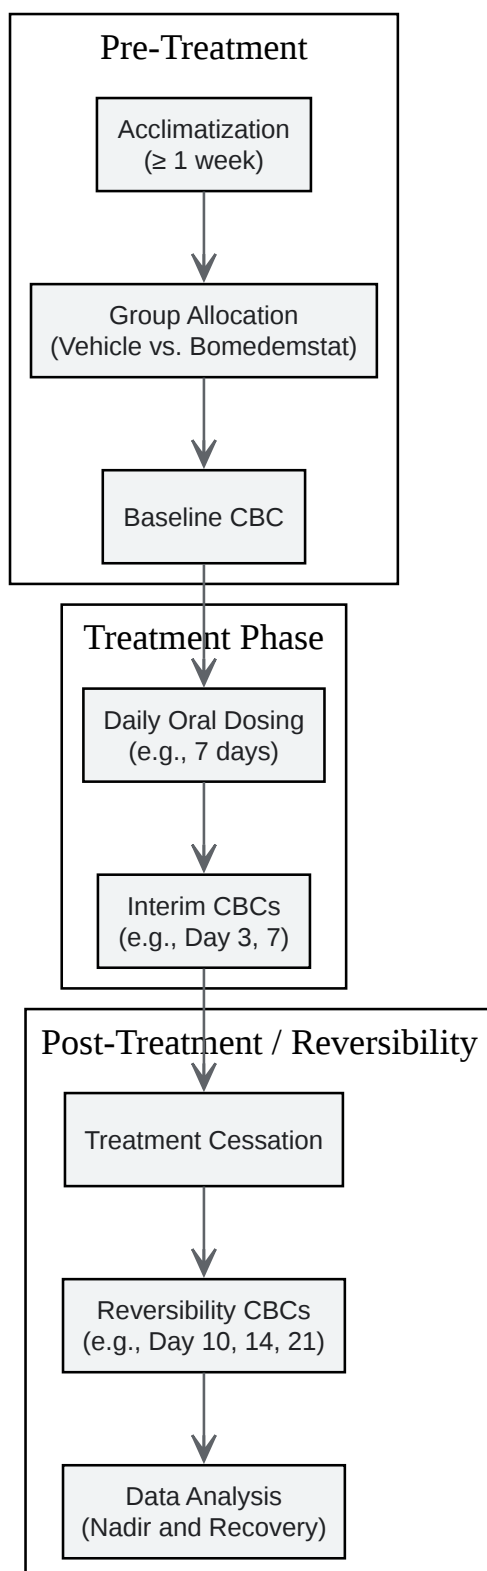 Pre-Treatment
Acclimatization
(≥ 1 week)
Group Allocation
(Vehicle vs. Bomedemstat)
Baseline CBC
Treatment Phase
Daily Oral Dosing
(e.g., 7 days)
Interim CBCs
(e.g., Day 3, 7)
Post-Treatment / Reversibility
Treatment Cessation
Reversibility CBCs
(e.g., Day 10, 14, 21)
Data Analysis
(Nadir and Recovery)